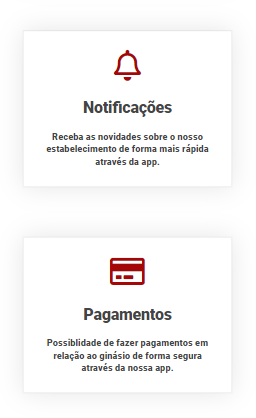 Notificações
Receba as novidades sobre o nosso
estabelecimento de forma mais rápida
através da app.
Pagamentos
Possiblidade de fazer pagamentos em
relação ao ginásio de forma segura
através da nossa app.